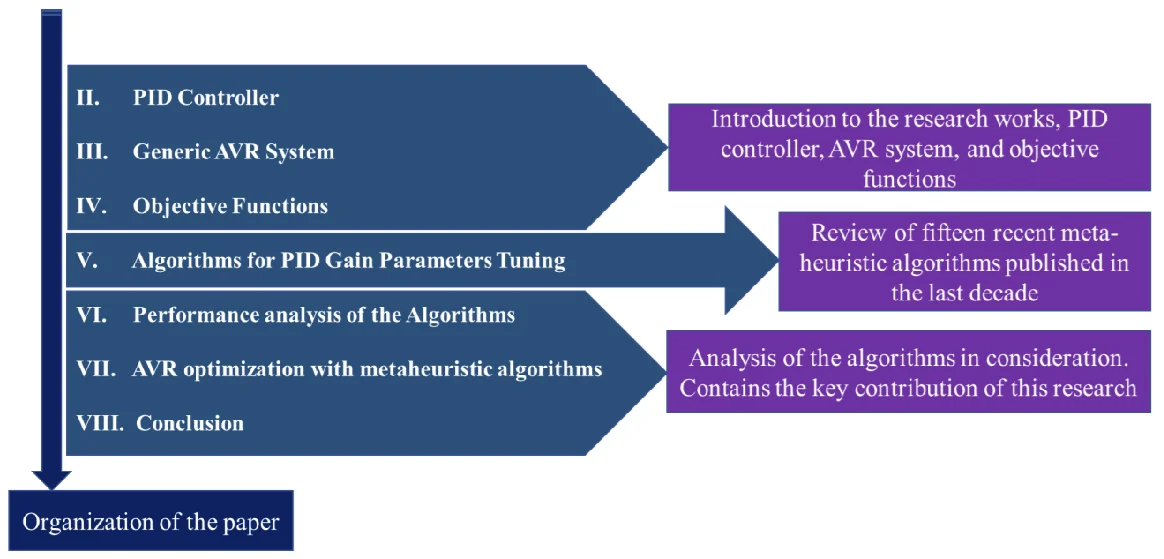 II. PID Controller
III. Generic AVR System
IV. Objective Functions
Introduction to the research works, PID
controller, AVR system, and objective
functions
V. Algorithms for PID Gain Parameters Tuning
Review of fifteen recent meta-
heuristic algorithms published in
the last decade
VI. Performance analysis of the Algorithms
VII. AVR optimization with metaheuristic algorithms
VIII. Conclusion
Analysis of the algorithms in consideration.
Contains the key contribution of this research
Organization of the paper